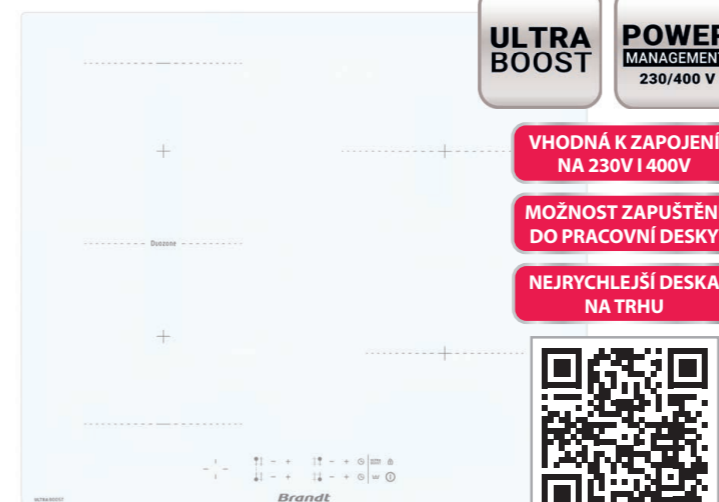 ULTRA
BOOST
POWER
MANAGEMENT
230/400 V
VHODNÁ K ZAPOJENÍ
NA 230V I 400V
MOŽNOST ZAPUŠTĚNÍ
DO PRACOVNÍ DESKY
NEJRYCHLEJŠÍ DESKA
NA TRHU
Duozone
Brandt